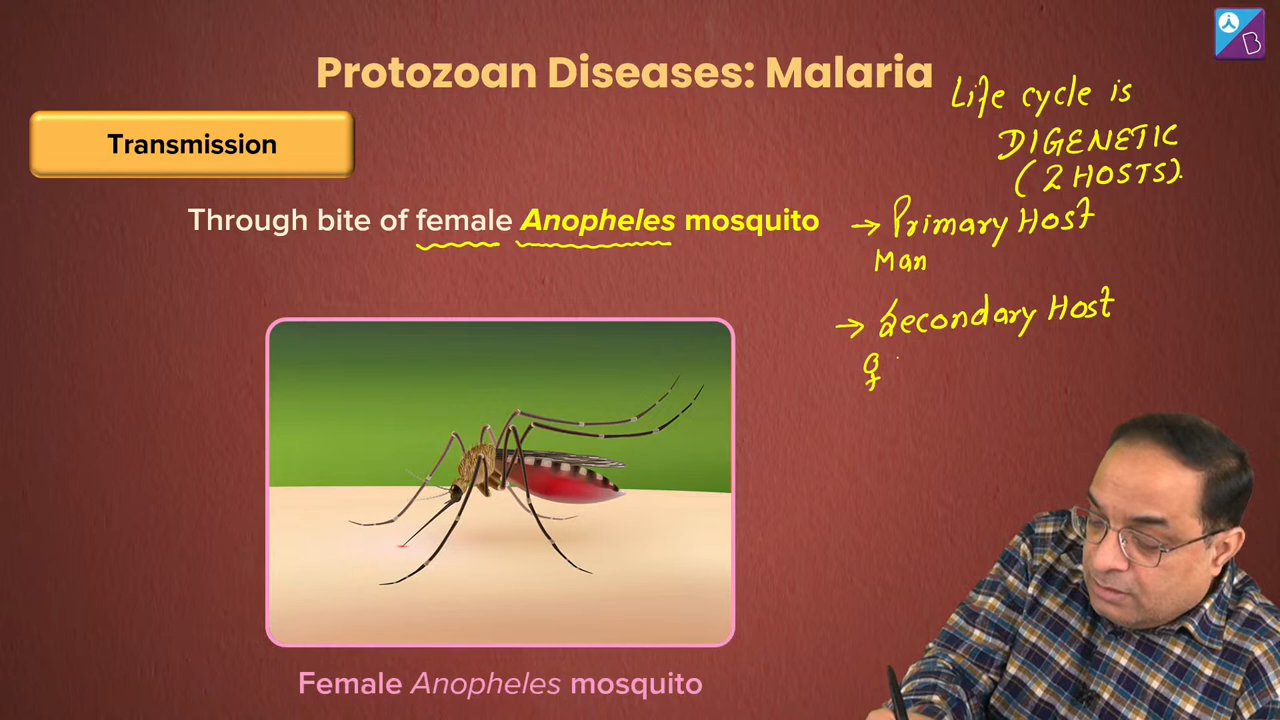 Protozoan Diseases: Malaria
Life cycle is
DIGENETIC
(2 HOSTS).
Transmission
Through bite of female Anopheles mosquito
→ Primary Host
Man
→ Secondary Host
♀
Female Anopheles mosquito